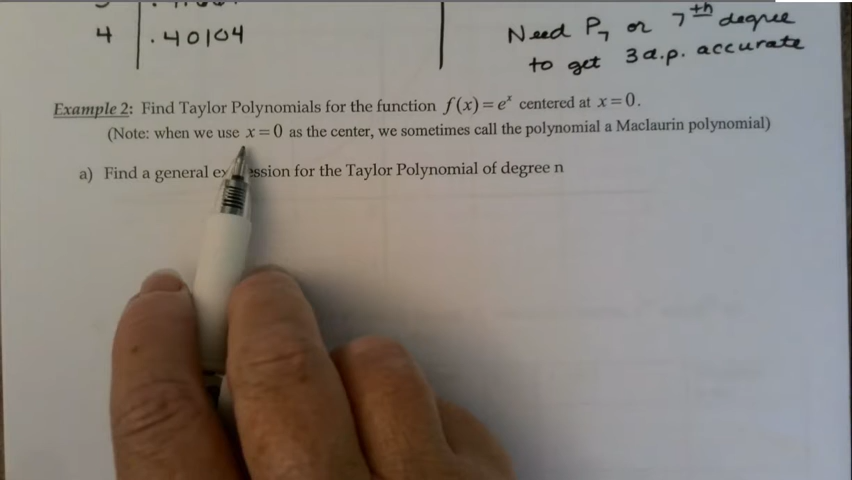 4 .40104
Need P₇ or 7th degree
to get 3 d.p. accurate
Example 2: Find Taylor Polynomials for the function f(x) = eˣ centered at x = 0.
(Note: when we use x = 0 as the center, we sometimes call the polynomial a Maclaurin polynomial)
a) Find a general ession for the Taylor Polynomial of degree n